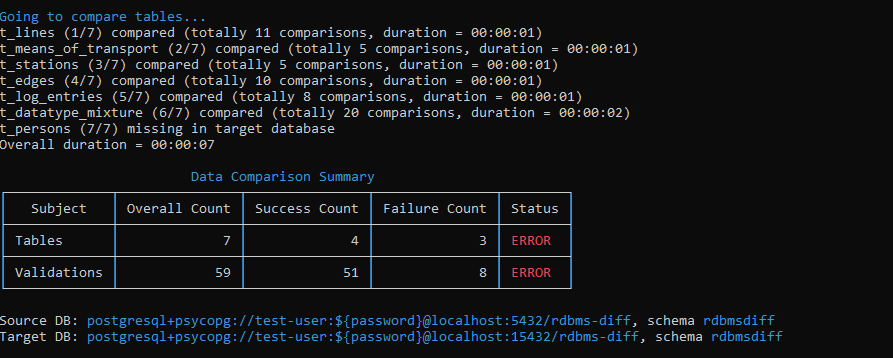 Going to compare tables...
t_lines (1/7) compared (totally 11 comparisons, duration = 00:00:01)
t_means_of_transport (2/7) compared (totally 5 comparisons, duration = 00:00:01)
t_stations (3/7) compared (totally 5 comparisons, duration = 00:00:01)
t_edges (4/7) compared (totally 10 comparisons, duration = 00:00:01)
t_log_entries (5/7) compared (totally 8 comparisons, duration = 00:00:01)
t_datatype_mixture (6/7) compared (totally 20 comparisons, duration = 00:00:02)
t_persons (7/7) missing in target database
Overall duration = 00:00:07
Data Comparison Summary
Subject Overall Count Success Count Failure Count Status
Tables 7 4 3 ERROR
Validations 59 51 8 ERROR
Source DB: postgresql+psycopg://test-user:${password}@localhost:5432/rdbms-diff, schema rdbmsdiff
Target DB: postgresql+psycopg://test-user:${password}@localhost:15432/rdbms-diff, schema rdbmsdiff